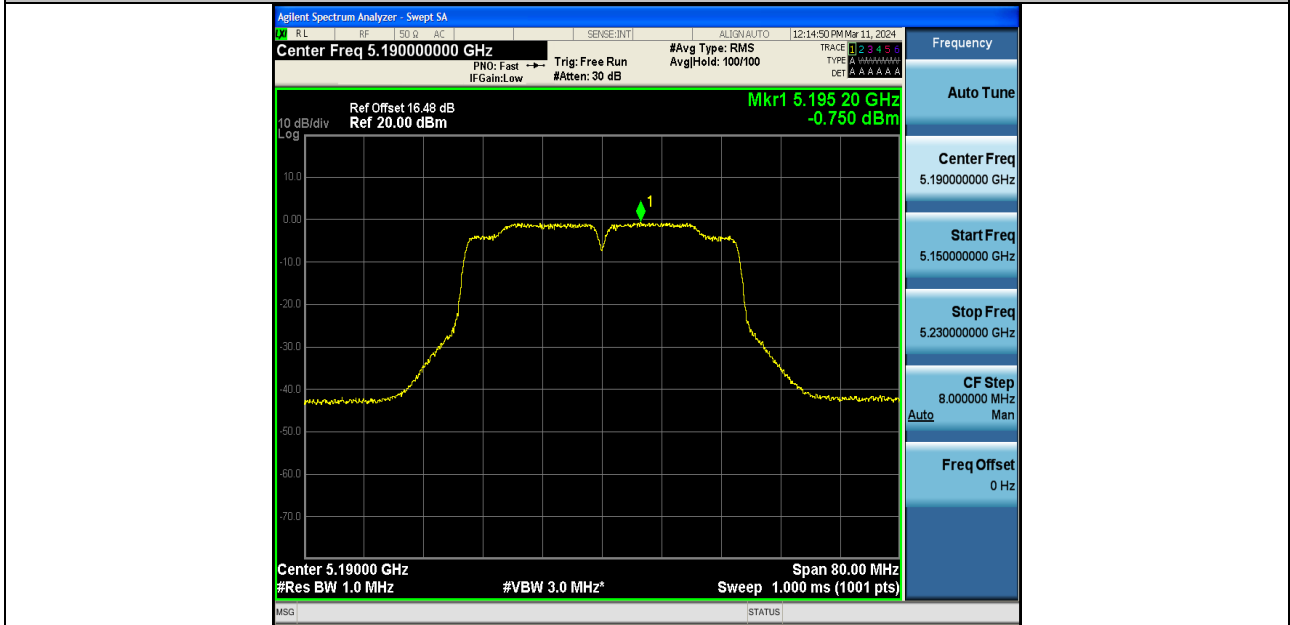 Agilent Spectrum Analyzer - Swept SA
LXI RL RF 50 Ω AC SENSE:INT ALIGN AUTO 12:14:50 PM Mar 11, 2024
Center Freq 5.190000000 GHz
PNO: Fast
IFGain:Low
Trig: Free Run
#Atten: 30 dB
#Avg Type: RMS
Avg|Hold: 100/100
TRACE 1 2 3 4 5 6
TYPE A WWWWW
DET A A A A A A
Ref Offset 16.48 dB
10 dB/div Ref 20.00 dBm
Log
Mkr1 5.195 20 GHz
-0.750 dBm
1
10.0
0.00
-10.0
-20.0
-30.0
-40.0
-50.0
-60.0
-70.0
Center 5.19000 GHz Span 80.00 MHz
#Res BW 1.0 MHz #VBW 3.0 MHz* Sweep 1.000 ms (1001 pts)
MSG STATUS
Frequency
Auto Tune
Center Freq
5.190000000 GHz
Start Freq
5.150000000 GHz
Stop Freq
5.230000000 GHz
CF Step
8.000000 MHz
Auto Man
Freq Offset
0 Hz